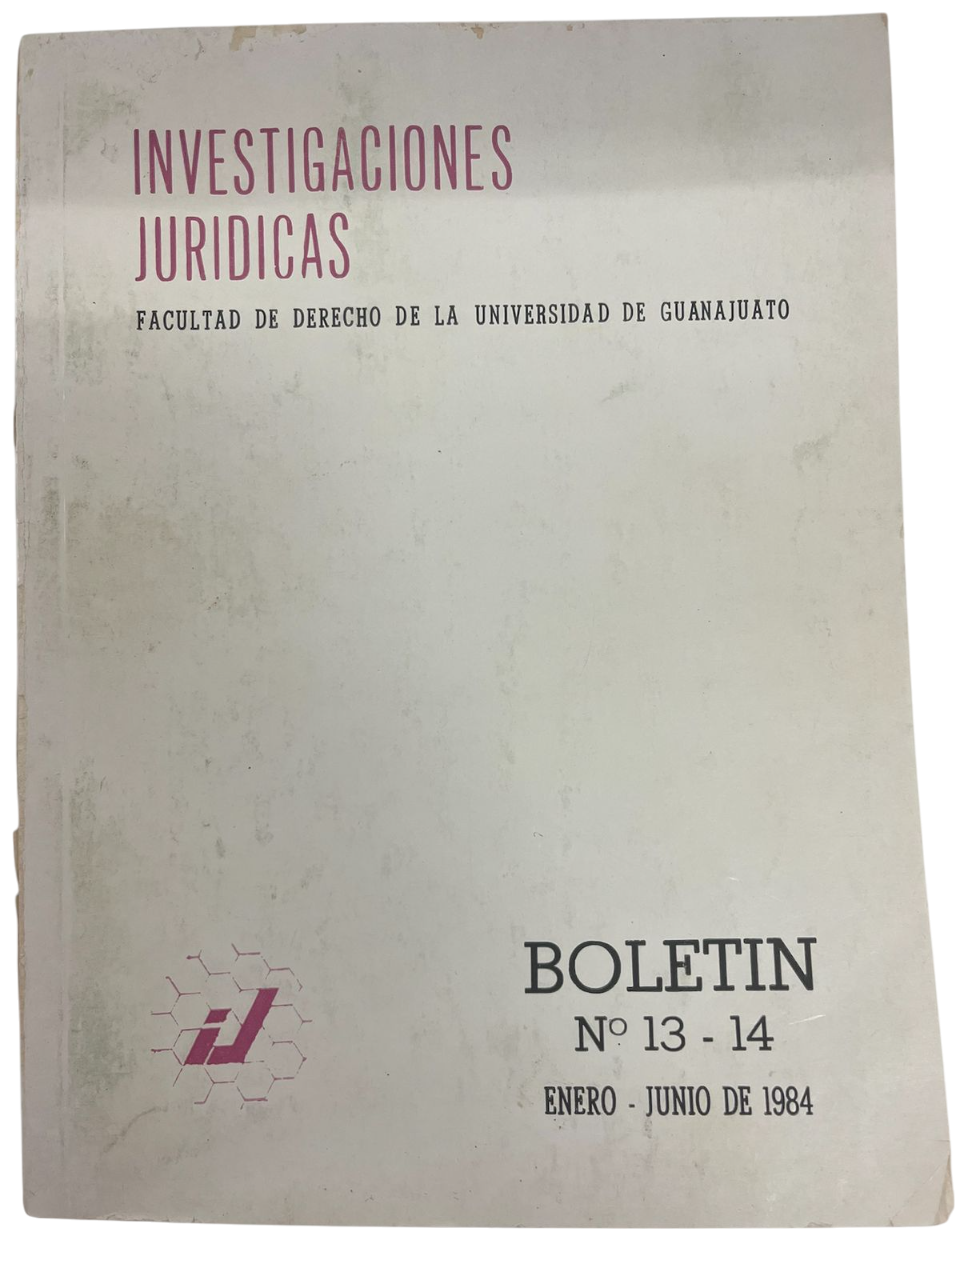 INVESTIGACIONES
JURIDICAS
FACULTAD DE DERECHO DE LA UNIVERSIDAD DE GUANAJUATO
iJ
BOLETIN
Nº 13 - 14
ENERO - JUNIO DE 1984